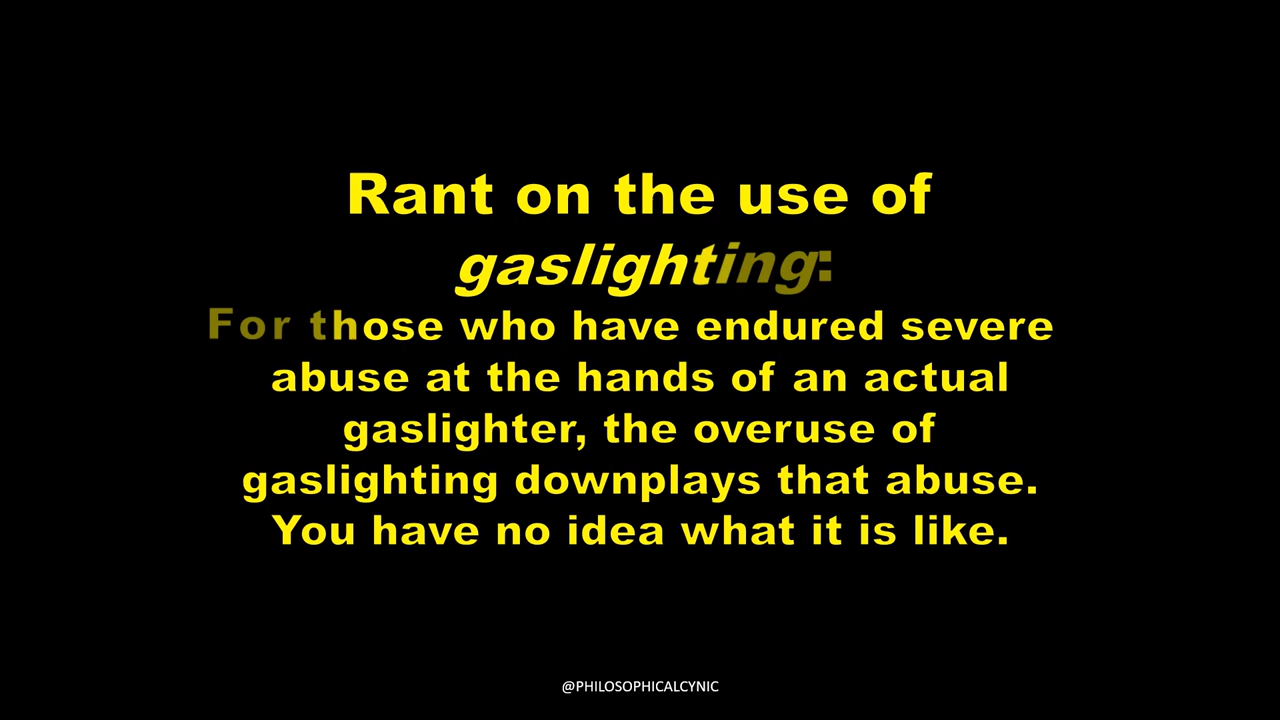 Rant on the use of
gaslighting:
For those who have endured severe
abuse at the hands of an actual
gaslighter, the overuse of
gaslighting downplays that abuse.
You have no idea what it is like.
@PHILOSOPHICALCYNIC